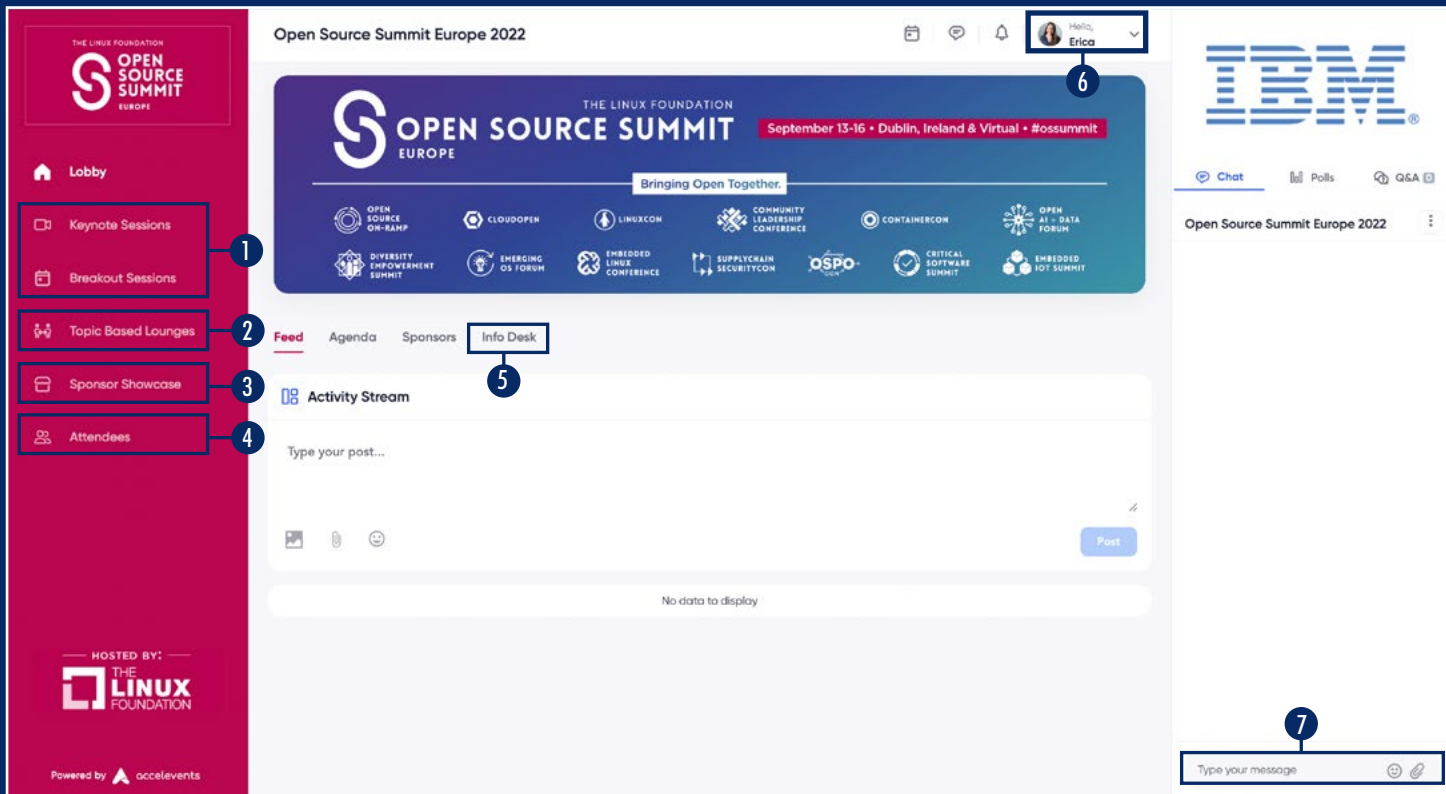 THE LINUX FOUNDATION
OPEN
SOURCE
SUMMIT
EUROPE
Lobby
Keynote Sessions
Breakout Sessions
1
Topic Based Lounges
2
Sponsor Showcase
3
Attendees
4
HOSTED BY:
THE
LINUX
FOUNDATION
Powered by accelevents
Open Source Summit Europe 2022
Hello,
Erica
6
THE LINUX FOUNDATION
OPEN SOURCE SUMMIT
EUROPE
September 13-16 • Dublin, Ireland & Virtual • #ossummit
Bringing Open Together.
OPEN
SOURCE
ON-RAMP
CLOUDOPEN
LINUXCON
COMMUNITY
LEADERSHIP
CONFERENCE
CONTAINERCON
OPEN
AI + DATA
FORUM
DIVERSITY
EMPOWERMENT
SUMMIT
EMERGING
OS FORUM
EMBEDDED
LINUX
CONFERENCE
SUPPLYCHAIN
SECURITYCON
OSPO
CON
CRITICAL
SOFTWARE
SUMMIT
EMBEDDED
IOT SUMMIT
Feed Agenda Sponsors Info Desk
5
Activity Stream
Type your post...
Post
No data to display
IBM®
Chat Polls Q&A 0
Open Source Summit Europe 2022
7
Type your message